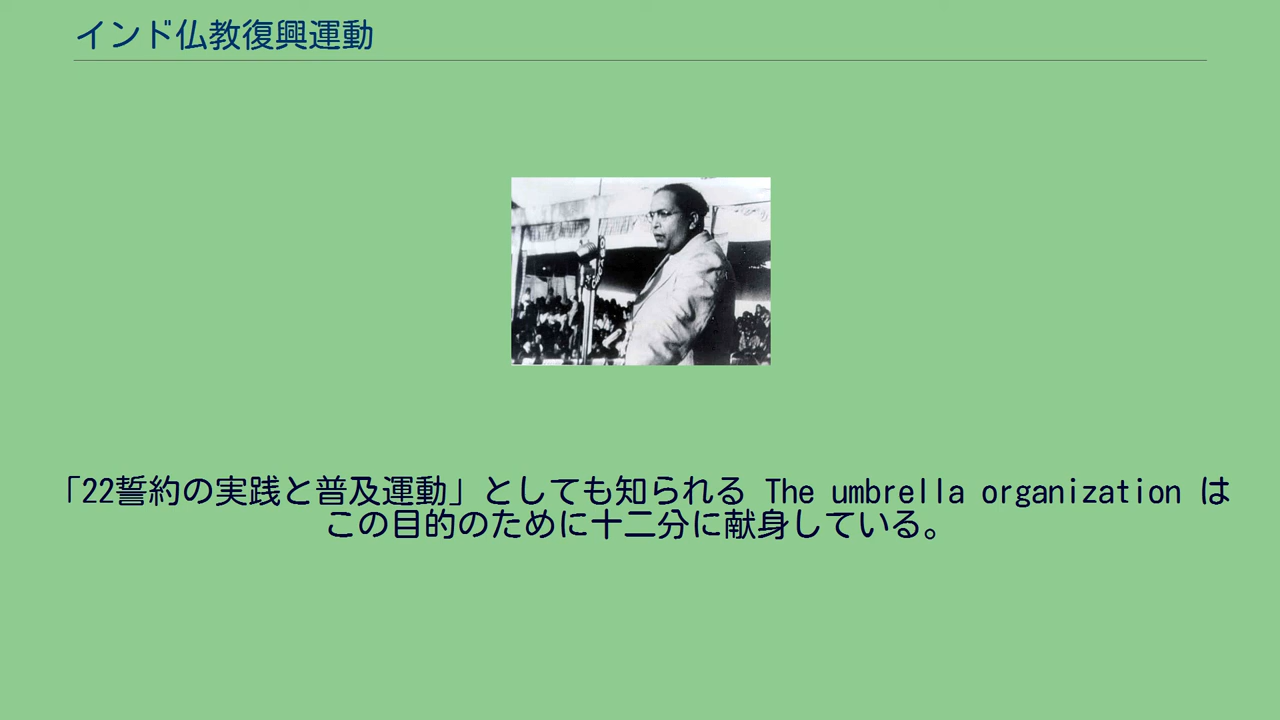 インド仏教復興運動
「22誓約の実践と普及運動」としても知られる The umbrella organization は
この目的のために十二分に献身している。